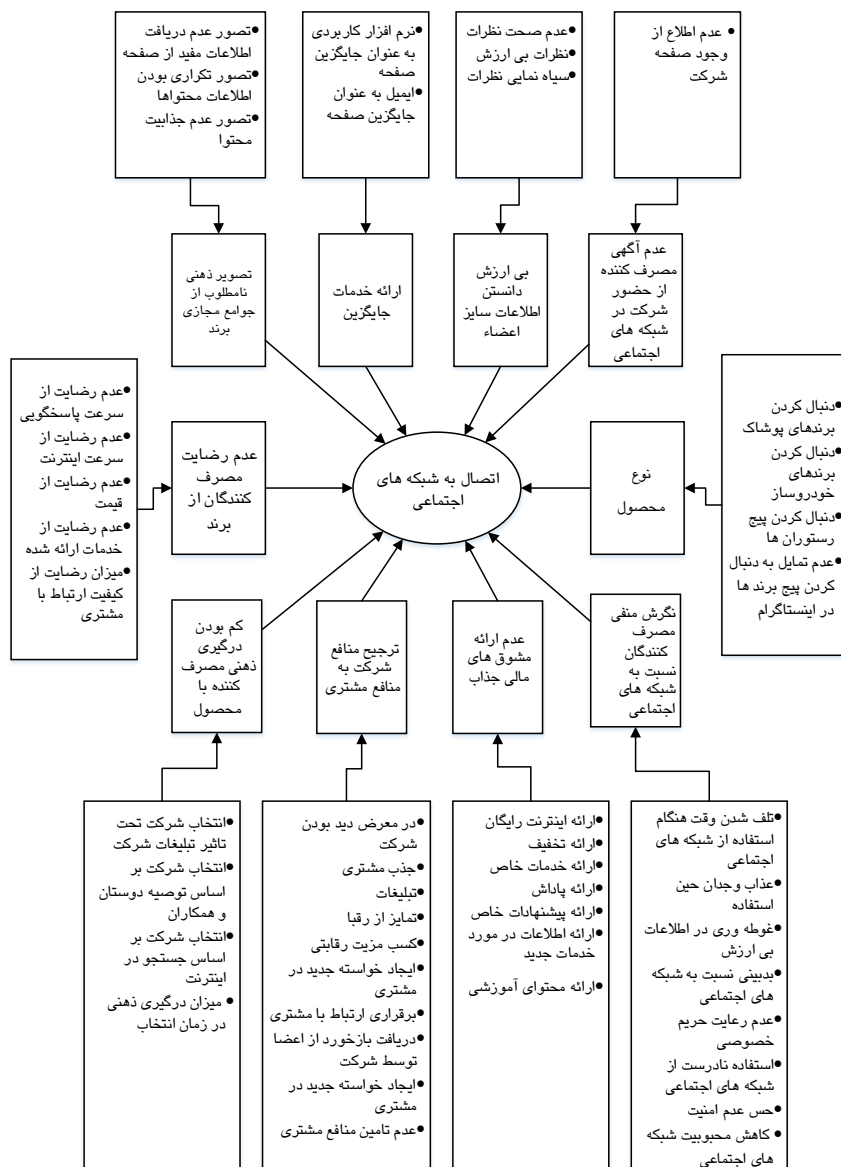 ● عدم اطلاع از
وجود صفحه
شرکت
●عدم صحت نظرات
●نظرات بی ارزش
●سیاه نمایی نظرات
●نرم افزار کاربردی
به عنوان جایگزین
صفحه
●ایمیل به عنوان
جایگزین صفحه
●تصور عدم دریافت
اطلاعات مفید از صفحه
●تصور تکراری بودن
اطلاعات محتواها
●تصور عدم جذابیت
محتوا
عدم آگهی
مصرف کننده
از حضور
شرکت در
شبکه های
اجتماعی
بی ارزش
دانستن
اطلاعات سایز
اعضاء
ارائه خدمات
جایگزین
تصویر ذهنی
نامطلوب از
جوامع مجازی
برند
●دنبال کردن
برندهای پوشاک
●دنبال کردن
برندهای
خودروساز
●دنبال کردن پیج
رستوران ها
●عدم تمایل به دنبال
کردن پیج برند ها
در اینستاگرام
نوع
محصول
اتصال به شبکه های
اجتماعی
عدم رضایت
مصرف
کنندگان از
برند
●عدم رضایت از
سرعت پاسخگویی
●عدم رضایت از
سرعت اینترنت
●عدم رضایت از
قیمت
●عدم رضایت از
خدمات ارائه شده
●میزان رضایت از
کیفیت ارتباط با
مشتری
نگرش منفی
مصرف
کنندگان
نسبت به
شبکه های
اجتماعی
عدم ارائه
مشوق های
مالی جذاب
ترجیح منافع
شرکت به
منافع مشتری
کم بودن
درگیری
ذهنی مصرف
کننده با
محصول
●تلف شدن وقت هنگام
استفاده از شبکه های
اجتماعی
●عذاب وجدان حین
استفاده
●غوطه وری در اطلاعات
بی ارزش
●بدبینی نسبت به شبکه
های اجتماعی
●عدم رعایت حریم
خصوصی
●استفاده نادرست از
شبکه های اجتماعی
●حس عدم امنیت
● کاهش محبوبیت شبکه
های اجتماعی
●ارائه اینترنت رایگان
●ارائه تخفیف
●ارائه خدمات خاص
●ارائه پاداش
●ارائه پیشنهادات خاص
●ارائه اطلاعات در مورد
خدمات جدید
●ارائه محتوای آموزشی
●در معرض دید بودن
شرکت
●جذب مشتری
●تبلیغات
●تمایز از رقبا
●کسب مزیت رقابتی
●ایجاد خواسته جدید در
مشتری
●برقراری ارتباط با مشتری
●دریافت بازخورد از اعضا
توسط شرکت
●ایجاد خواسته جدید در
مشتری
●عدم تامین منافع مشتری
●انتخاب شرکت تحت
تاثیر تبلیغات شرکت
●انتخاب شرکت بر
اساس توصیه دوستان
و همکاران
●انتخاب شرکت بر
اساس جستجو در
اینترنت
● میزان درگیری ذهنی
در زمان انتخاب